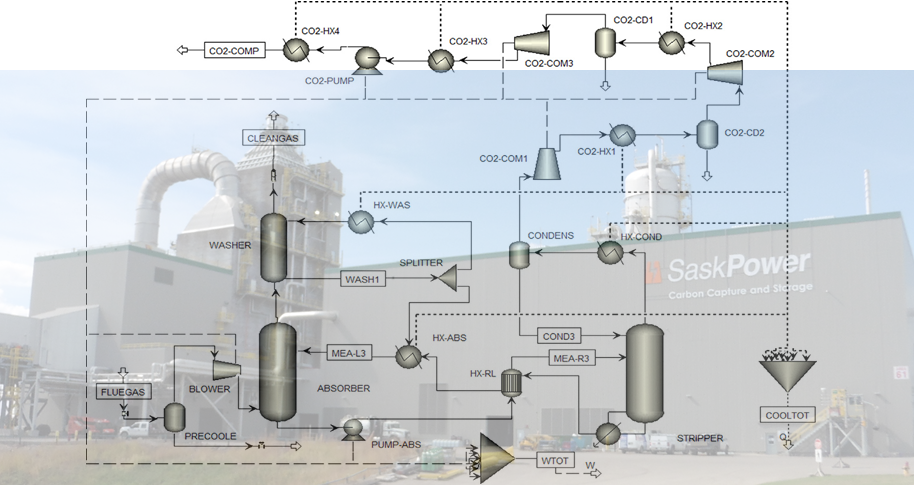 CO2-HX4
CO2-COMP
CO2-PUMP
CO2-HX3
CO2-COM3
CO2-CD1
CO2-HX2
CO2-COM2
CLEANGAS
CO2-COM1
CO2-HX1
CO2-CD2
HX-WAS
WASHER
SPLITTER
WASH1
CONDENS
HX-COND
SaskPower
Carbon Capture and Storage
COND3
MEA-L3
HX-ABS
HX-RL
MEA-R3
FLUEGAS
BLOWER
ABSORBER
PRECOOLE
PUMP-ABS
STRIPPER
COOLTOT
Q
WTOT
W